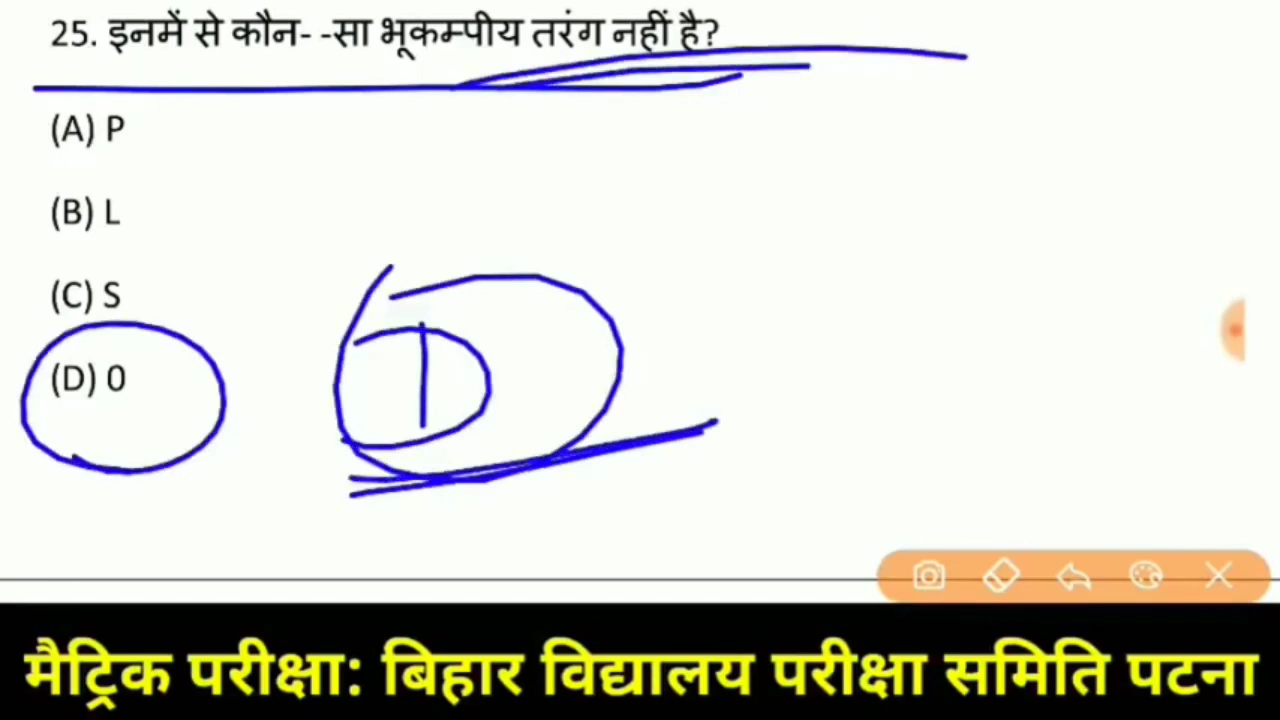 25. इनमें से कौन- -सा भूकम्पीय तरंग नहीं है?
(A) P
(B) L
(C) S
(D) 0
D
मैट्रिक परीक्षा: बिहार विद्यालय परीक्षा समिति पटना